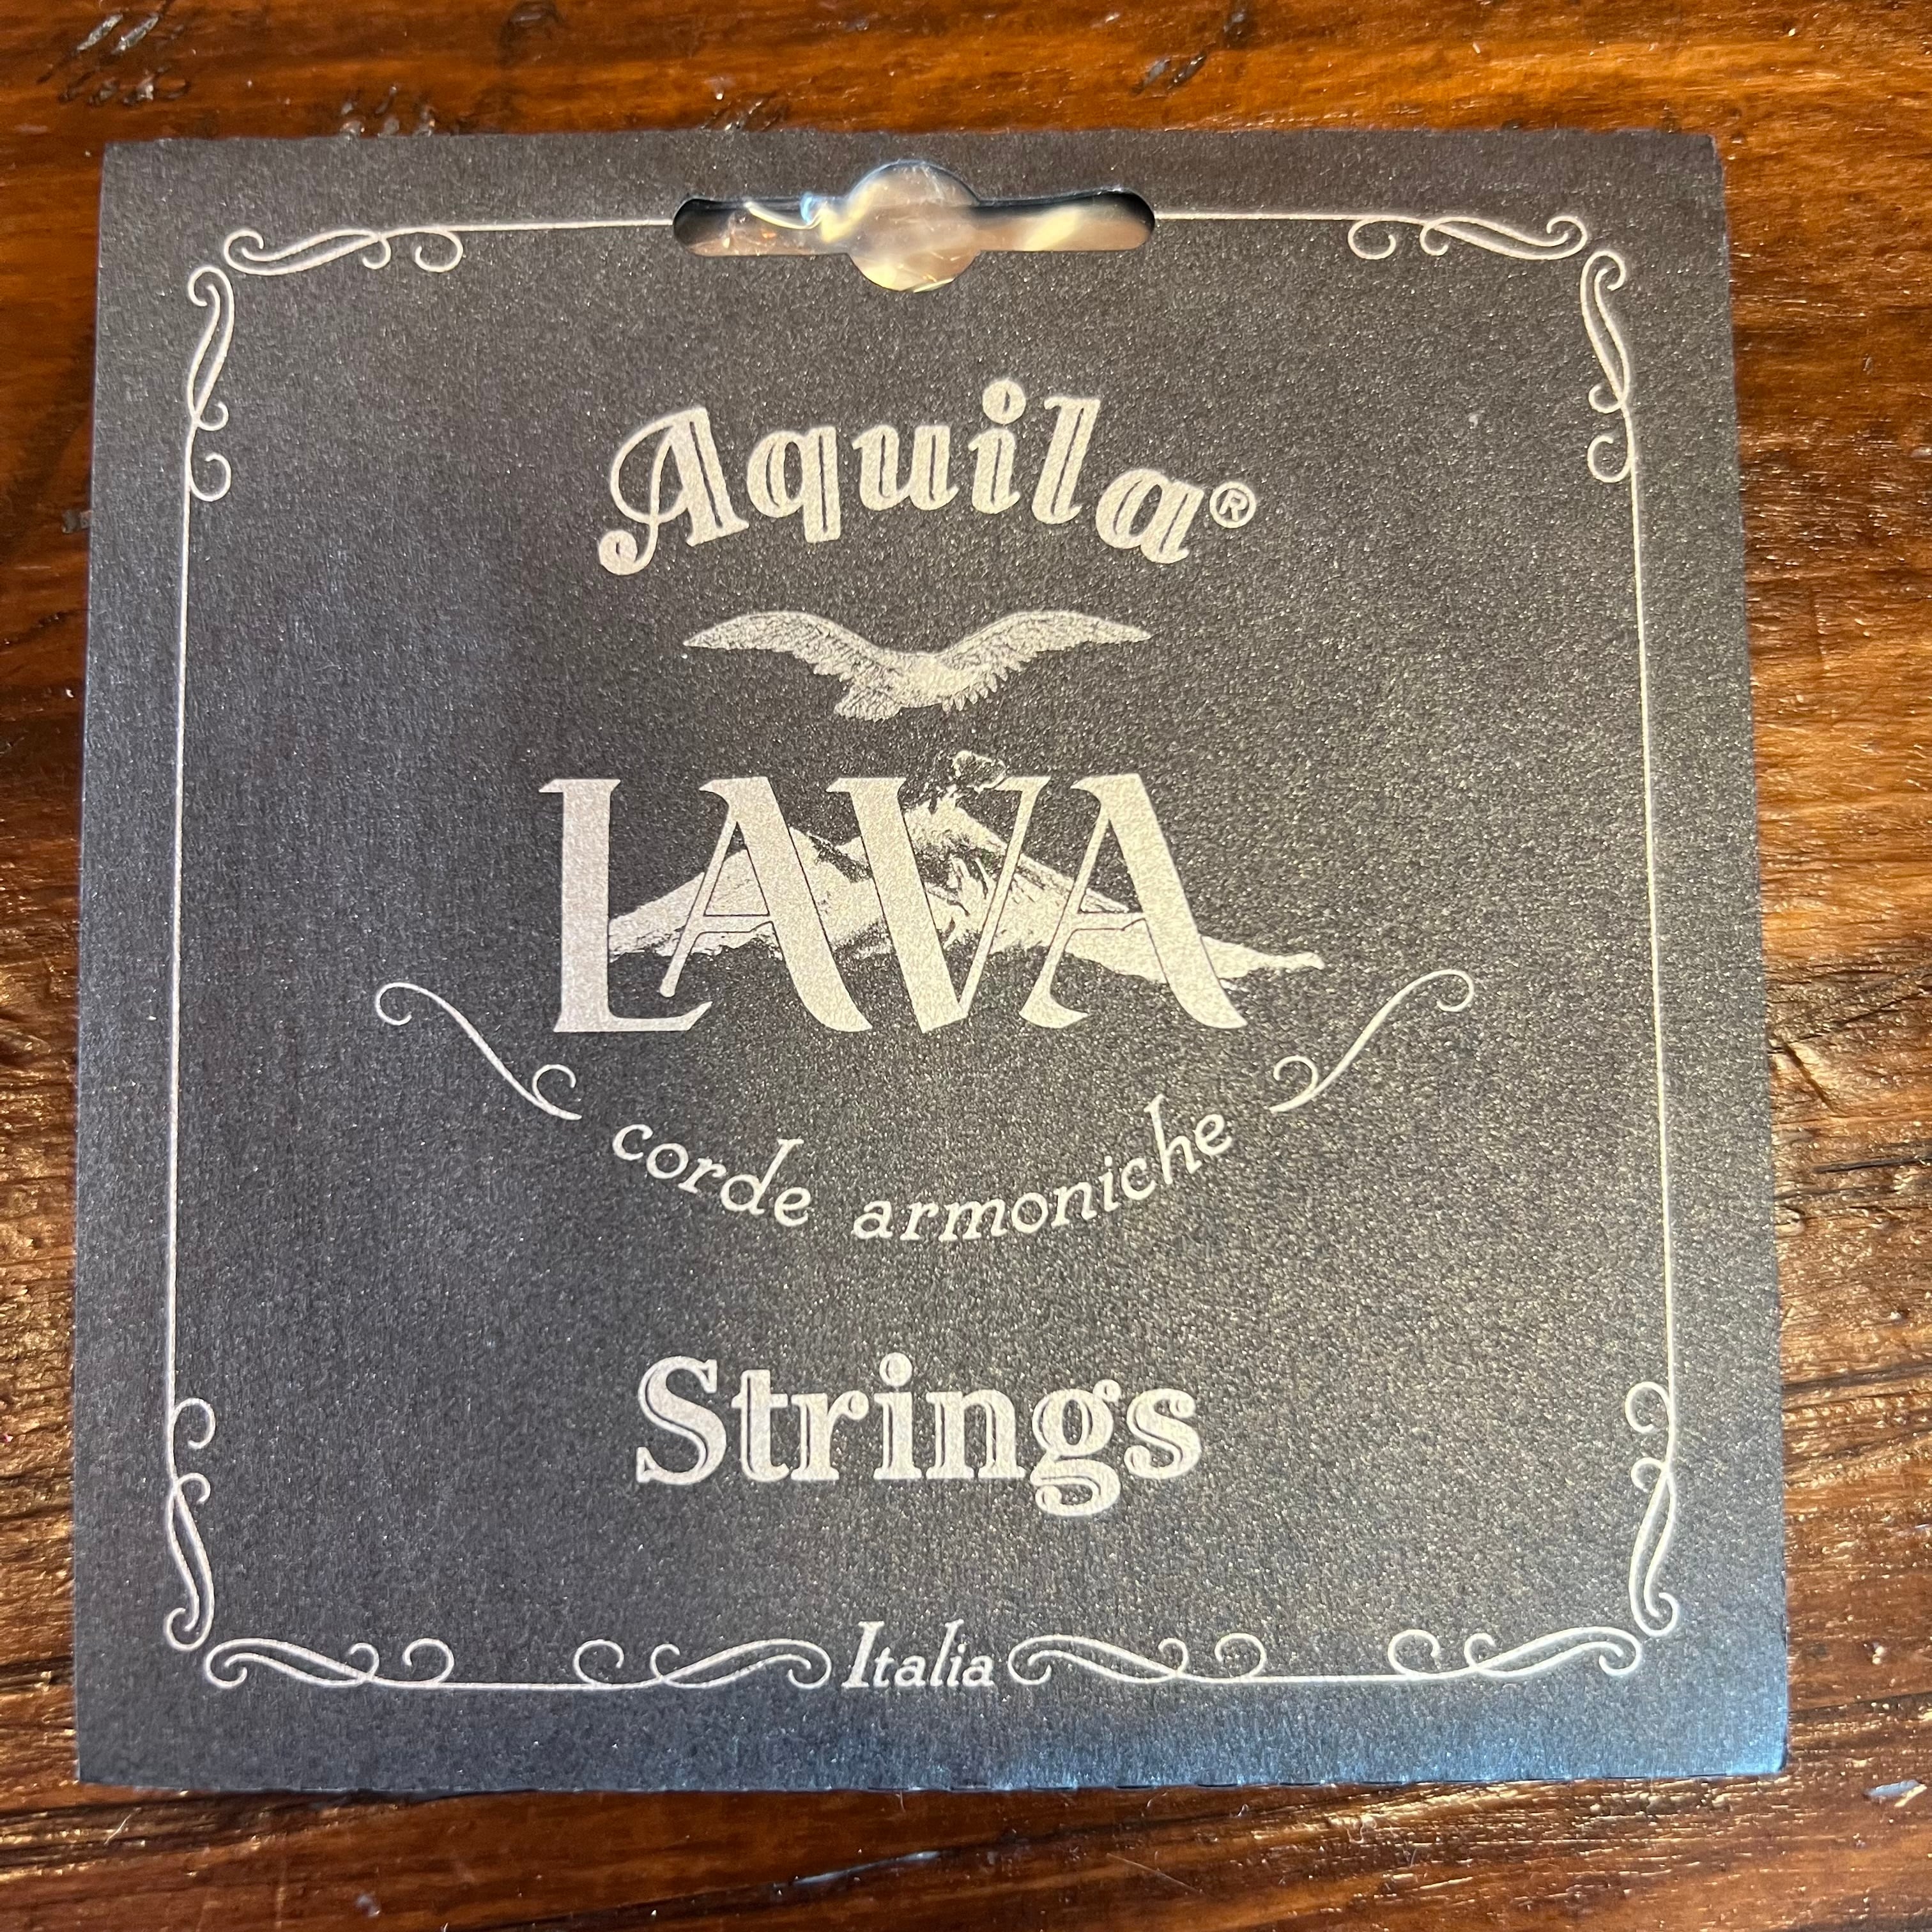 Aquila®
LAVA
corde armoniche
Strings
Italia